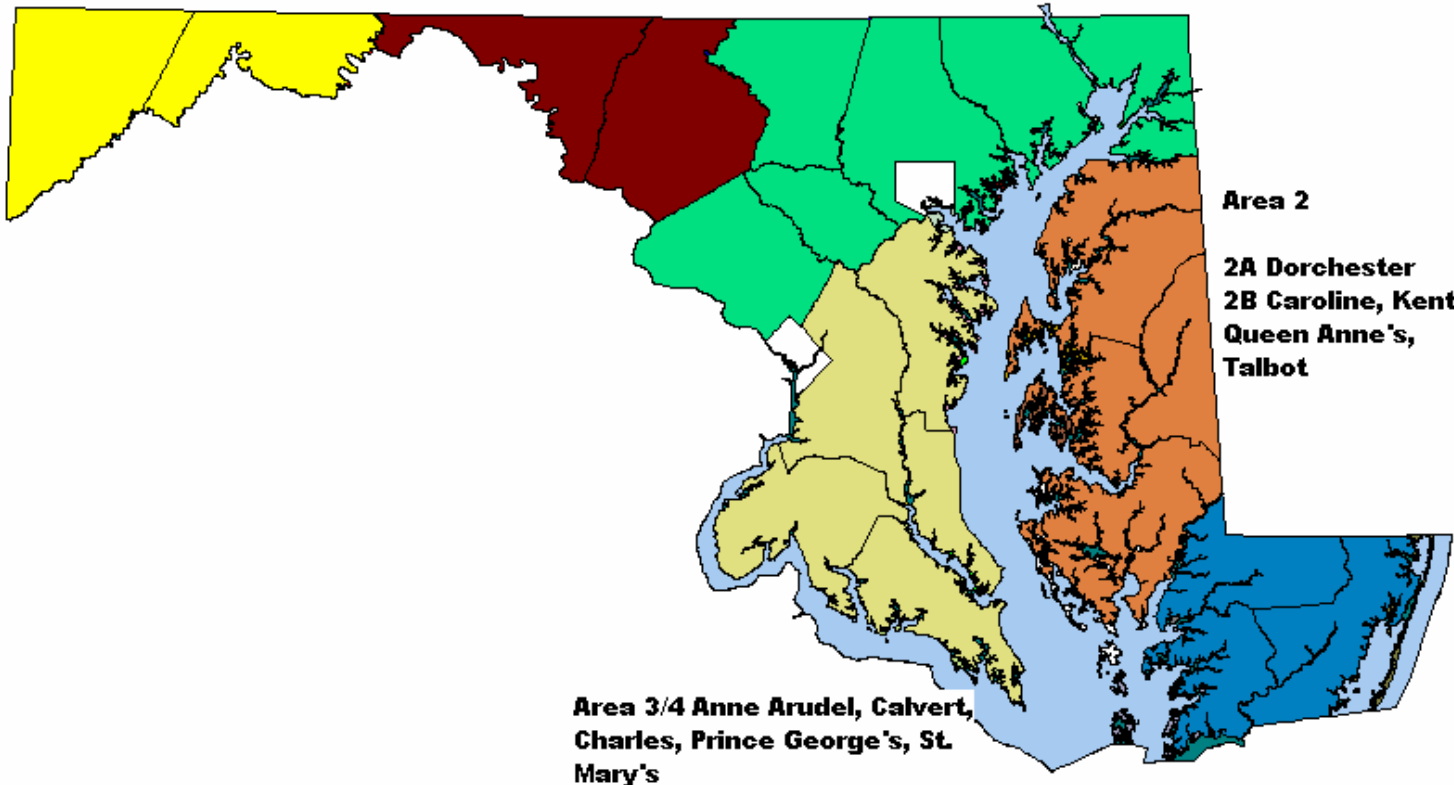 Area 2
2A Dorchester
2B Caroline, Kent
Queen Anne's,
Talbot
Area 3/4 Anne Arudel, Calvert,
Charles, Prince George's, St.
Mary's